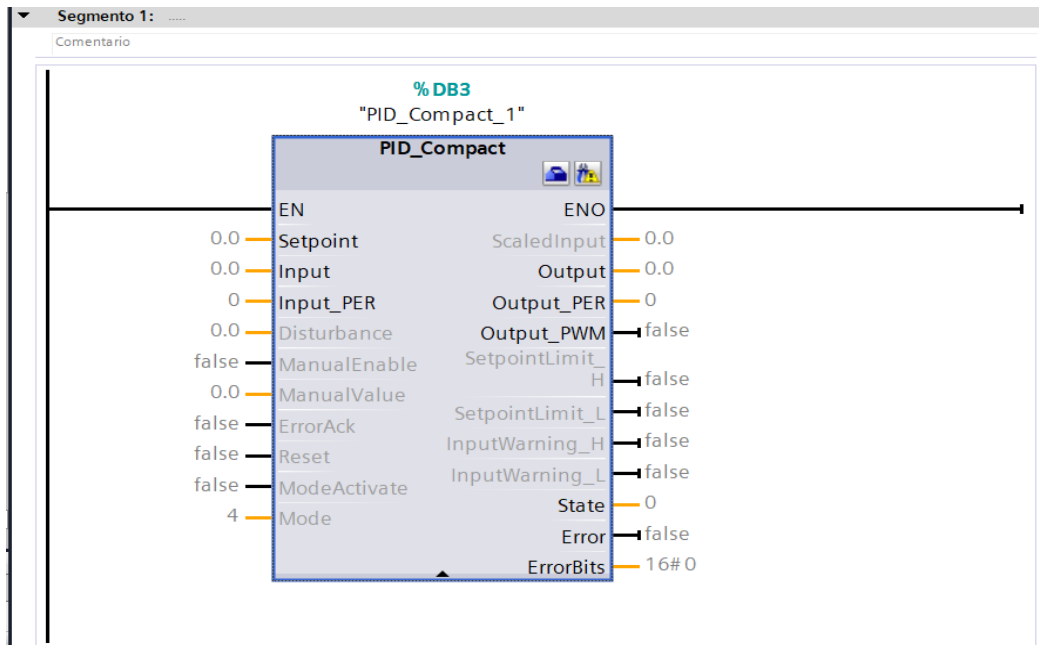 Segmento 1: .....
Comentario
%DB3
"PID_Compact_1"
PID_Compact
EN ENO
0.0 Setpoint ScaledInput 0.0
0.0 Input Output 0.0
0 Input_PER Output_PER 0
0.0 Disturbance Output_PWM false
false ManualEnable SetpointLimit_
H false
0.0 ManualValue
SetpointLimit_L false
false ErrorAck
InputWarning_H false
false Reset
InputWarning_L false
false ModeActivate
State 0
4 Mode
Error false
ErrorBits 16#0